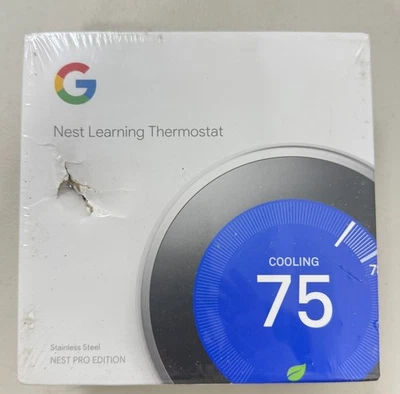 G
Nest Learning Thermostat
COOLING
75
Stainless Steel
NEST PRO EDITION